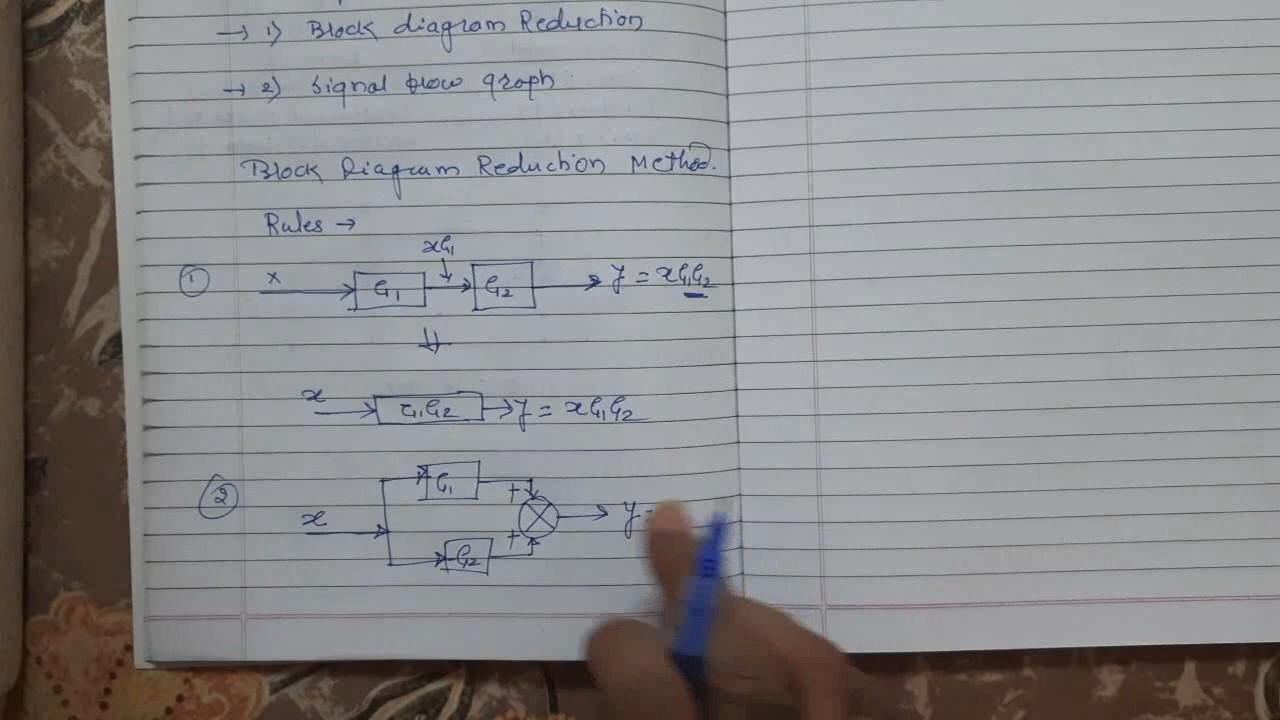 → 1) Block diagram Reduction
→ 2) Signal flow graph
Block Diagram Reduction Method.
Rules →
xG₁
① x G₁ G₂ y = xG₁G₂
⇓
x G₁G₂ y = xG₁G₂
② G₁
+
x y =
+
G₂